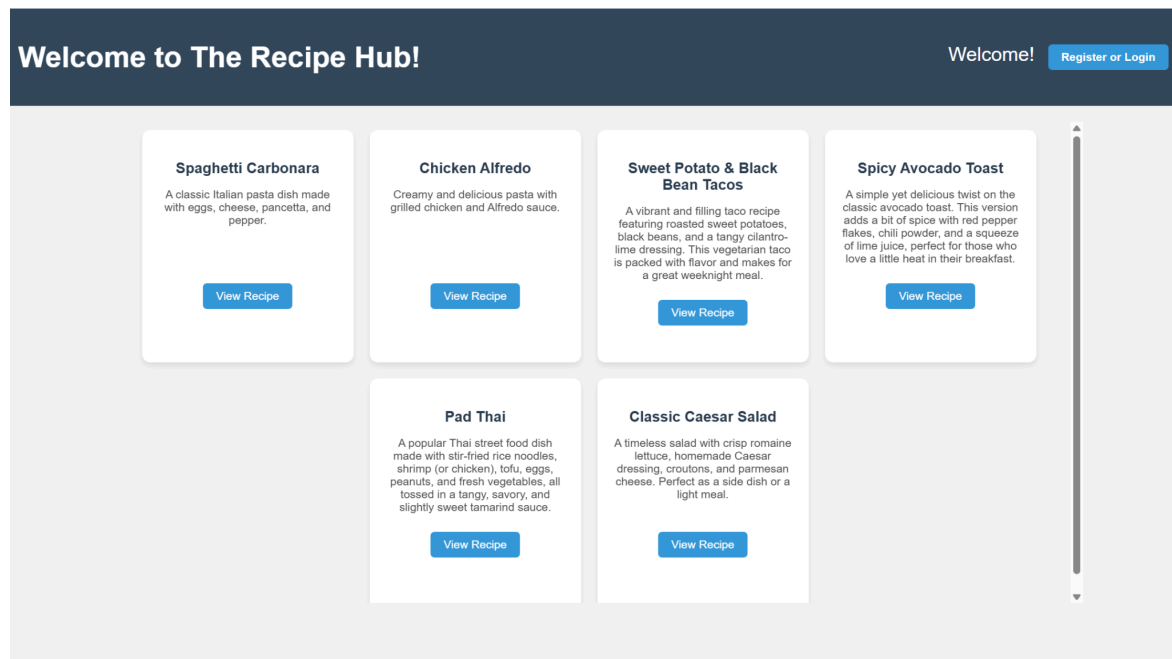 Welcome to The Recipe Hub!
Welcome!
Register or Login
Spaghetti Carbonara
A classic Italian pasta dish made
with eggs, cheese, pancetta, and
pepper.
View Recipe
Chicken Alfredo
Creamy and delicious pasta with
grilled chicken and Alfredo sauce.
View Recipe
Sweet Potato & Black
Bean Tacos
A vibrant and filling taco recipe
featuring roasted sweet potatoes,
black beans, and a tangy cilantro-
lime dressing. This vegetarian taco
is packed with flavor and makes for
a great weeknight meal.
View Recipe
Spicy Avocado Toast
A simple yet delicious twist on the
classic avocado toast. This version
adds a bit of spice with red pepper
flakes, chili powder, and a squeeze
of lime juice, perfect for those who
love a little heat in their breakfast.
View Recipe
Pad Thai
A popular Thai street food dish
made with stir-fried rice noodles,
shrimp (or chicken), tofu, eggs,
peanuts, and fresh vegetables, all
tossed in a tangy, savory, and
slightly sweet tamarind sauce.
View Recipe
Classic Caesar Salad
A timeless salad with crisp romaine
lettuce, homemade Caesar
dressing, croutons, and parmesan
cheese. Perfect as a side dish or a
light meal.
View Recipe